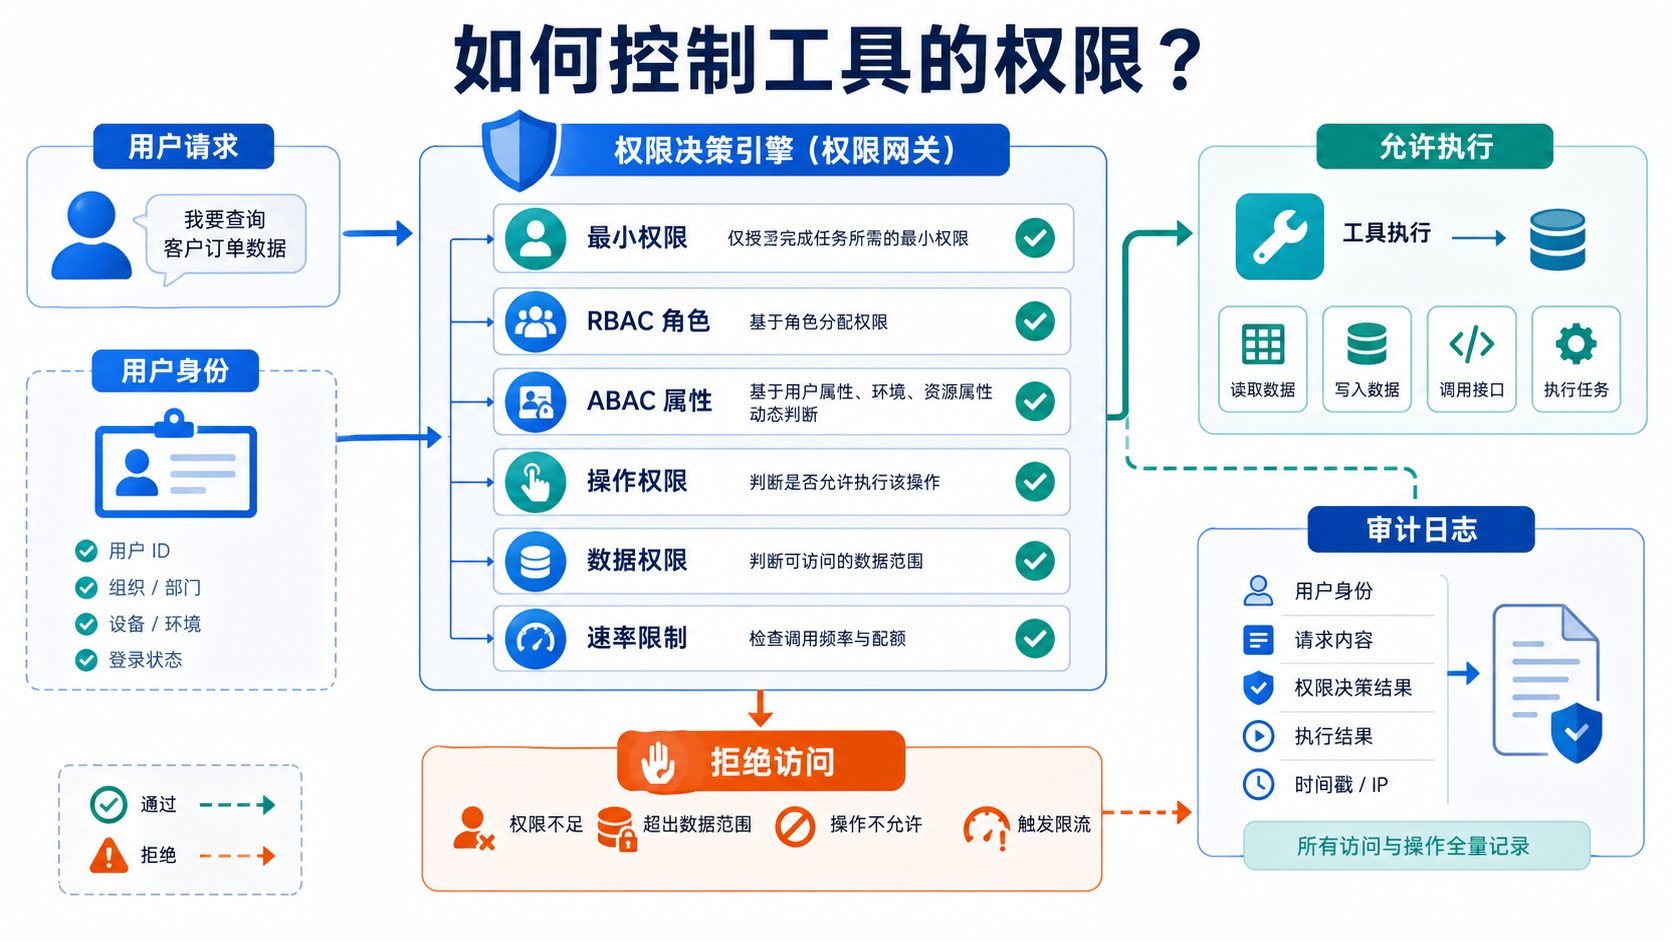 如何控制工具的权限？
用户请求
我要查询
客户订单数据
用户身份
用户 ID
组织 / 部门
设备 / 环境
登录状态
通过
拒绝
权限决策引擎（权限网关）
最小权限
仅授完成任务所需的最小权限
RBAC 角色
基于角色分配权限
ABAC 属性
基于用户属性、环境、资源属性
动态判断
操作权限
判断是否允许执行该操作
数据权限
判断可访问的数据范围
速率限制
检查调用频率与配额
拒绝访问
权限不足
超出数据范围
操作不允许
触发限流
允许执行
工具执行
读取数据
写入数据
调用接口
执行任务
审计日志
用户身份
请求内容
权限决策结果
执行结果
时间戳 / IP
所有访问与操作全量记录